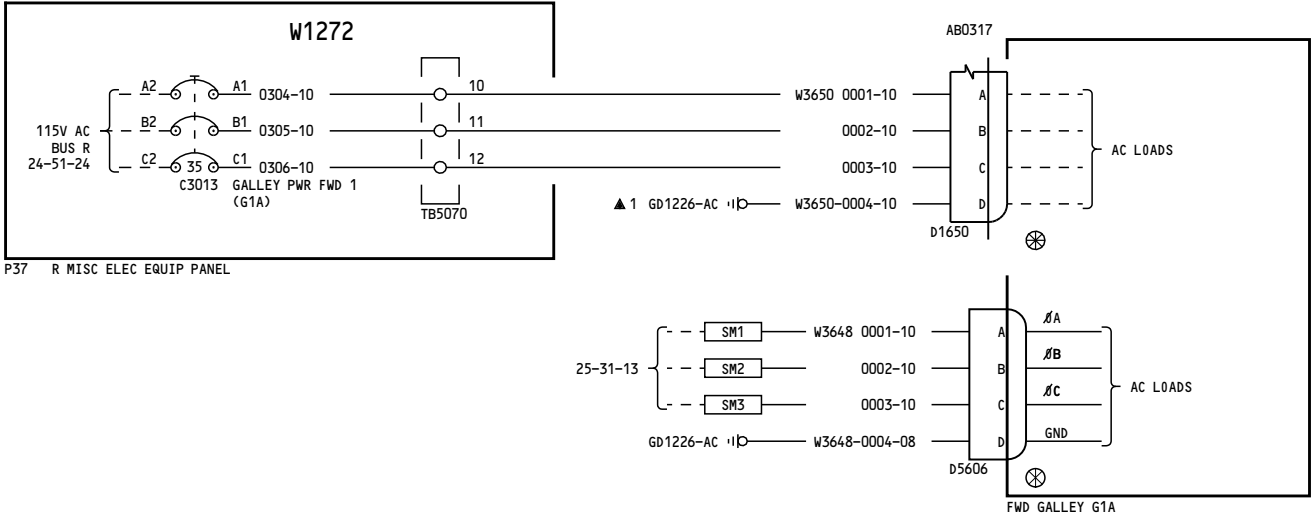 W1272
AB0317
A2 A1 0304-10 10 W3650 0001-10 A
115V AC BUS R 24-51-24
B2 B1 0305-10 11 0002-10 B
AC LOADS
C2 35 C1 0306-10 12 0003-10 C
C3013 GALLEY PWR FWD 1
(G1A)
TB5070
▲ 1 GD1226-AC W3650-0004-10 D
D1650
P37 R MISC ELEC EQUIP PANEL
SM1 W3648 0001-10 A ØA
25-31-13 SM2 0002-10 B ØB
AC LOADS
SM3 0003-10 C ØC
GD1226-AC W3648-0004-08 D GND
D5606
FWD GALLEY G1A